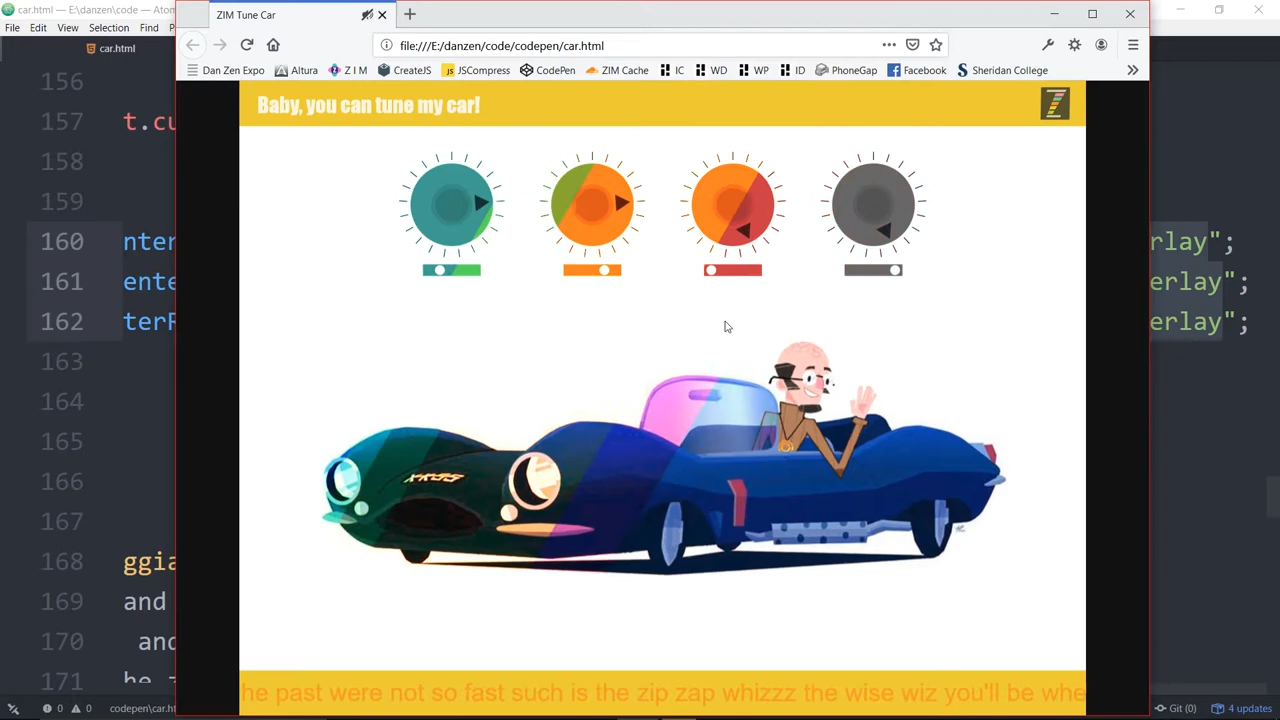 car.html — E:\danzen\code — Atom
File Edit View Selection Find
car.html
ZIM Tune Car
file:///E:/danzen/code/codepen/car.html
Dan Zen Expo Altura Z I M CreateJS JSCompress CodePen ZIM Cache IC WD WP ID PhoneGap Facebook Sheridan College
Baby, you can tune my car!
156
157 t.cu
158
159
160 nter rlay";
161 ente erlay";
162 terR erlay";
163
164
165
166
167
168 ggia
169 and
170 and
171 he z
he past were not so fast such is the zip zap whizzz the wise wiz you'll be whe
0 0 codepen/car.ht Git (0) 4 updates